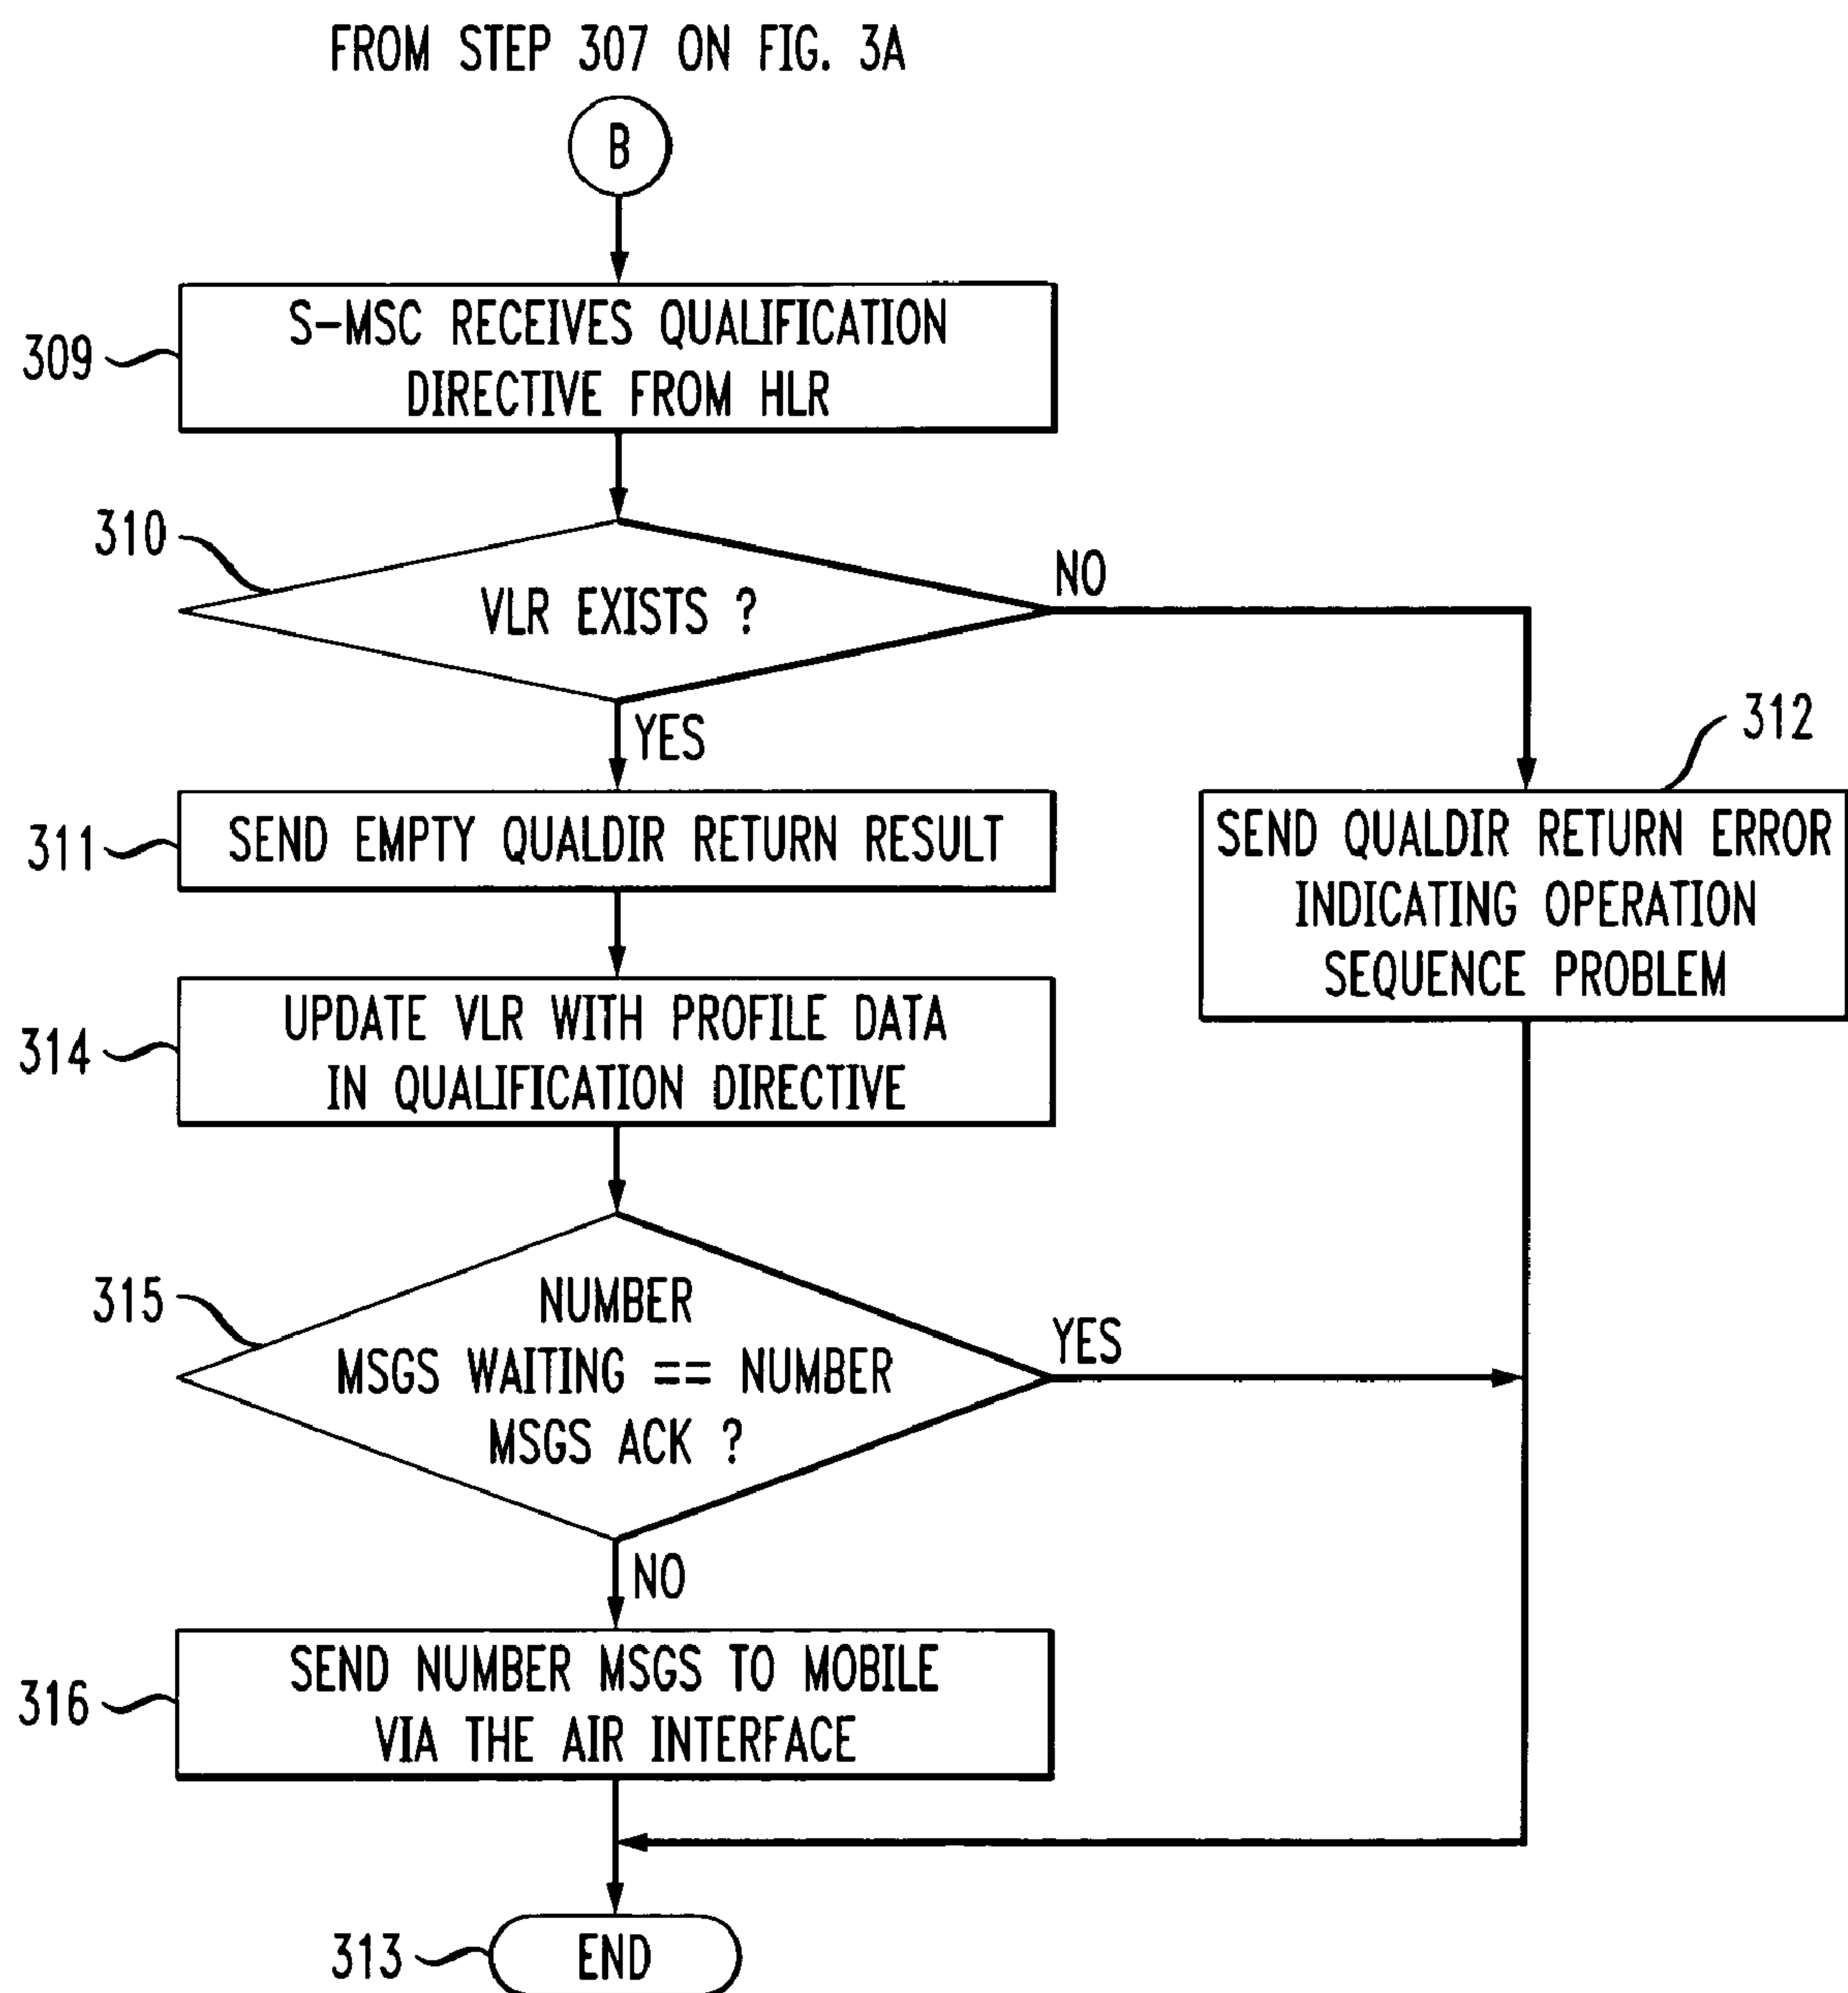 FROM STEP 307 ON FIG. 3A
B
309
S-MSC RECEIVES QUALIFICATION
DIRECTIVE FROM HLR
310
VLR EXISTS ?
NO
YES
312
311
SEND EMPTY QUALDIR RETURN RESULT
SEND QUALDIR RETURN ERROR
INDICATING OPERATION
SEQUENCE PROBLEM
314
UPDATE VLR WITH PROFILE DATA
IN QUALIFICATION DIRECTIVE
315
NUMBER
MSGS WAITING == NUMBER
MSGS ACK ?
YES
NO
316
SEND NUMBER MSGS TO MOBILE
VIA THE AIR INTERFACE
313
END